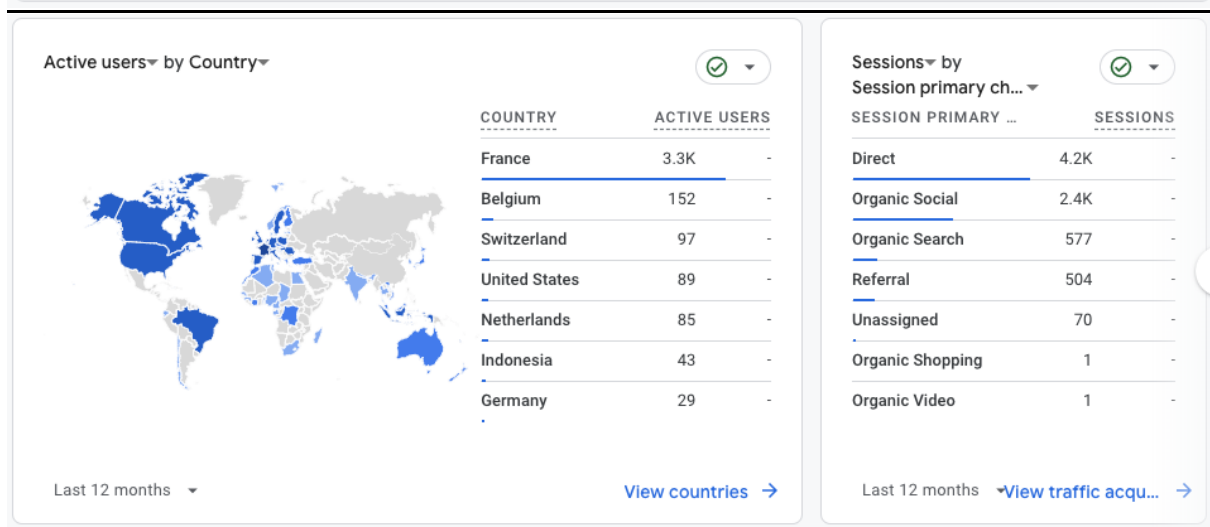 Active users by Country
COUNTRY ACTIVE USERS
France 3.3K -
Belgium 152 -
Switzerland 97 -
United States 89 -
Netherlands 85 -
Indonesia 43 -
Germany 29 -
Last 12 months View countries
Sessions by
Session primary ch...
SESSION PRIMARY ... SESSIONS
Direct 4.2K -
Organic Social 2.4K -
Organic Search 577 -
Referral 504 -
Unassigned 70 -
Organic Shopping 1 -
Organic Video 1 -
Last 12 months View traffic acqu...